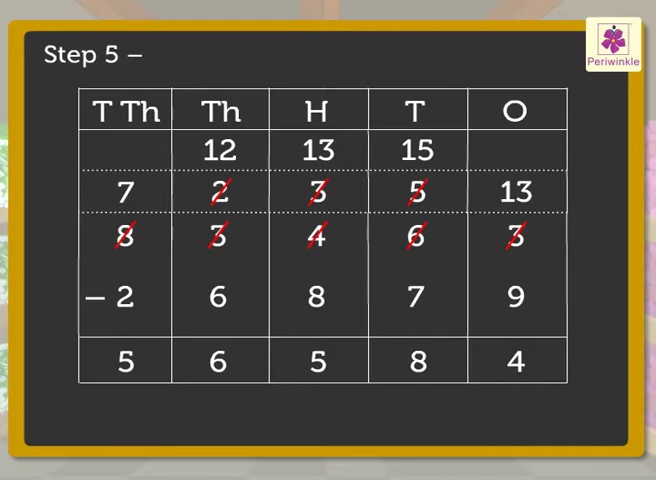 Step 5 –
Periwinkle
T Th Th H T O
12 13 15
7 2 3 5 13
8 3 4 6 3
– 2 6 8 7 9
5 6 5 8 4